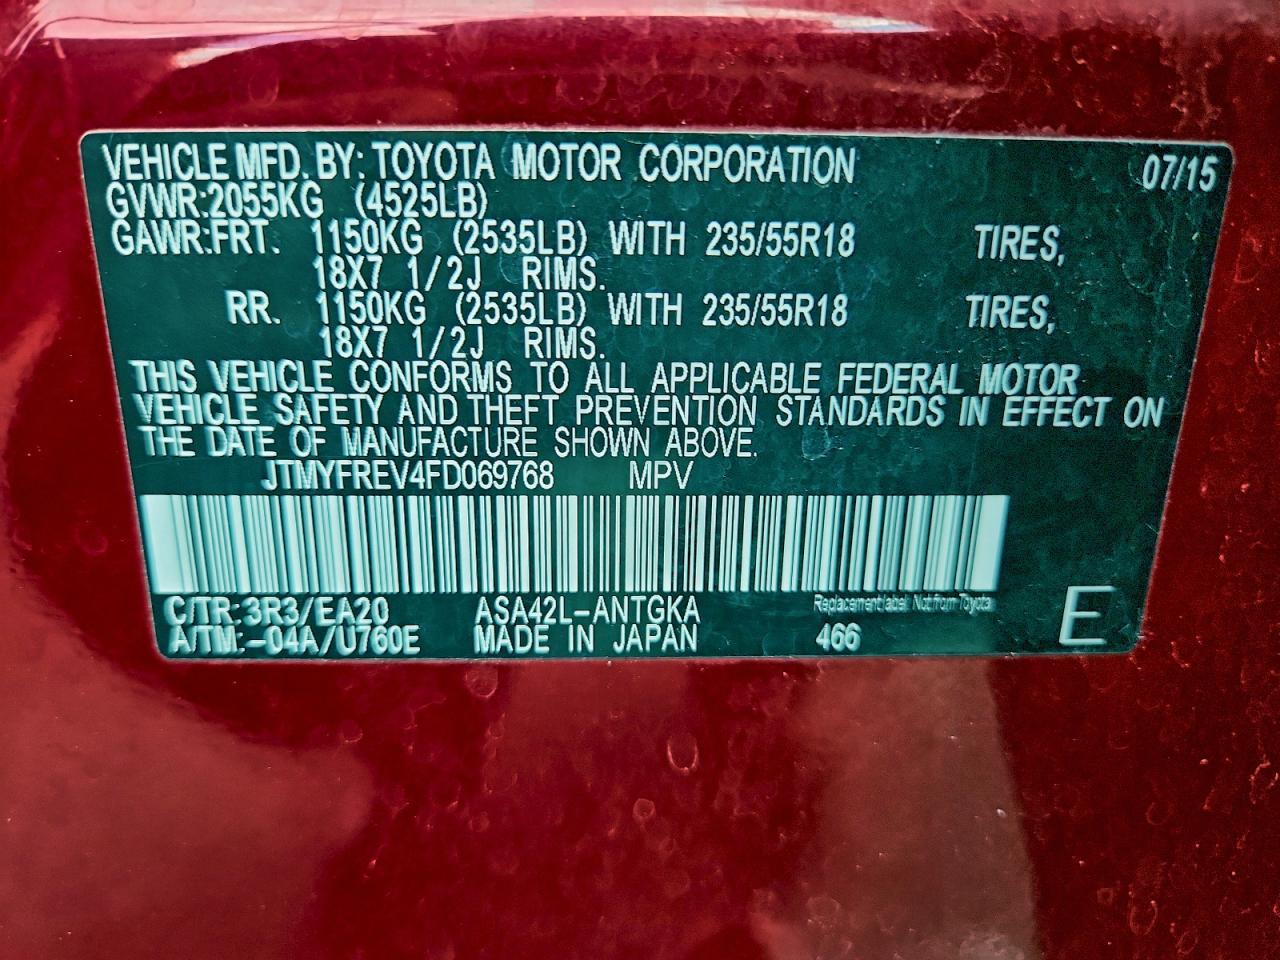 VEHICLE MFD. BY: TOYOTA MOTOR CORPORATION 07/15
GVWR:2055KG (4525LB)
GAWR:FRT. 1150KG (2535LB) WITH 235/55R18 TIRES,
18X7 1/2J RIMS.
RR. 1150KG (2535LB) WITH 235/55R18 TIRES,
18X7 1/2J RIMS.
THIS VEHICLE CONFORMS TO ALL APPLICABLE FEDERAL MOTOR
VEHICLE SAFETY AND THEFT PREVENTION STANDARDS IN EFFECT ON
THE DATE OF MANUFACTURE SHOWN ABOVE.
JTMYFREV4FD069768 MPV
C/TR:3R3/EA20 ASA42L-ANTGKA Replacement label: Not from Toyota
A/TM:-04A/U760E MADE IN JAPAN 466 E